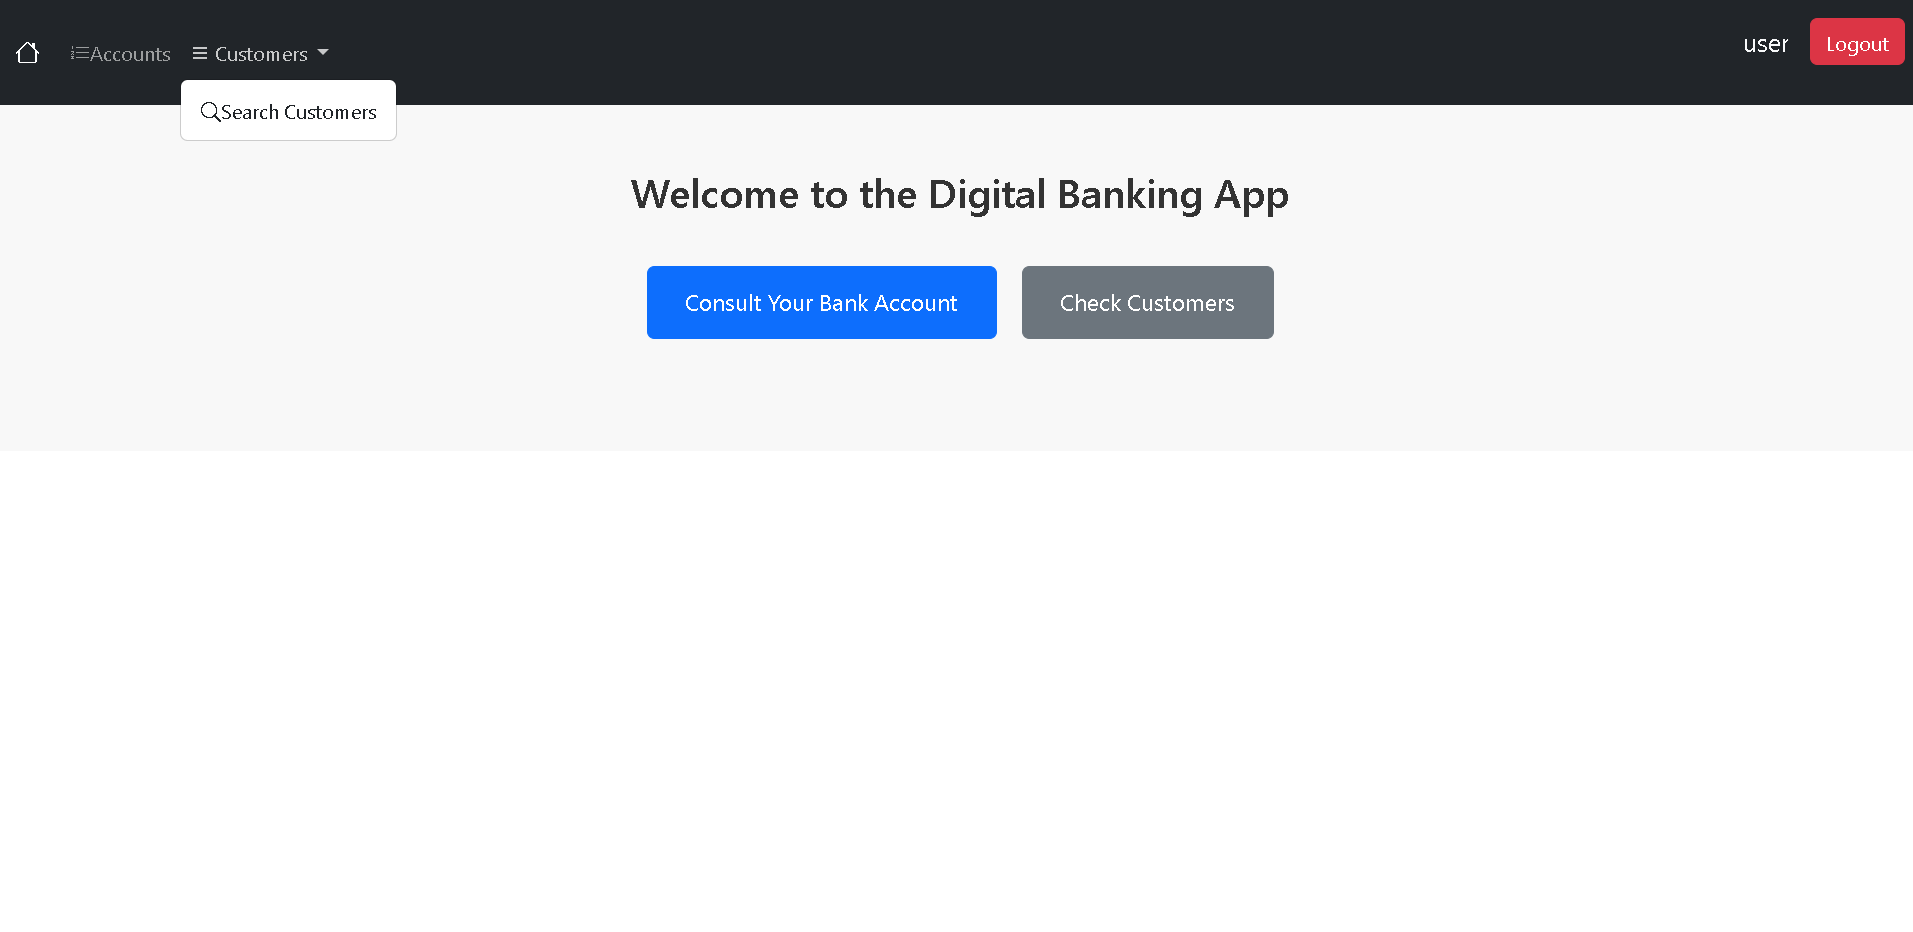 Accounts
Customers
user
Logout
Search Customers
Welcome to the Digital Banking App
Consult Your Bank Account
Check Customers